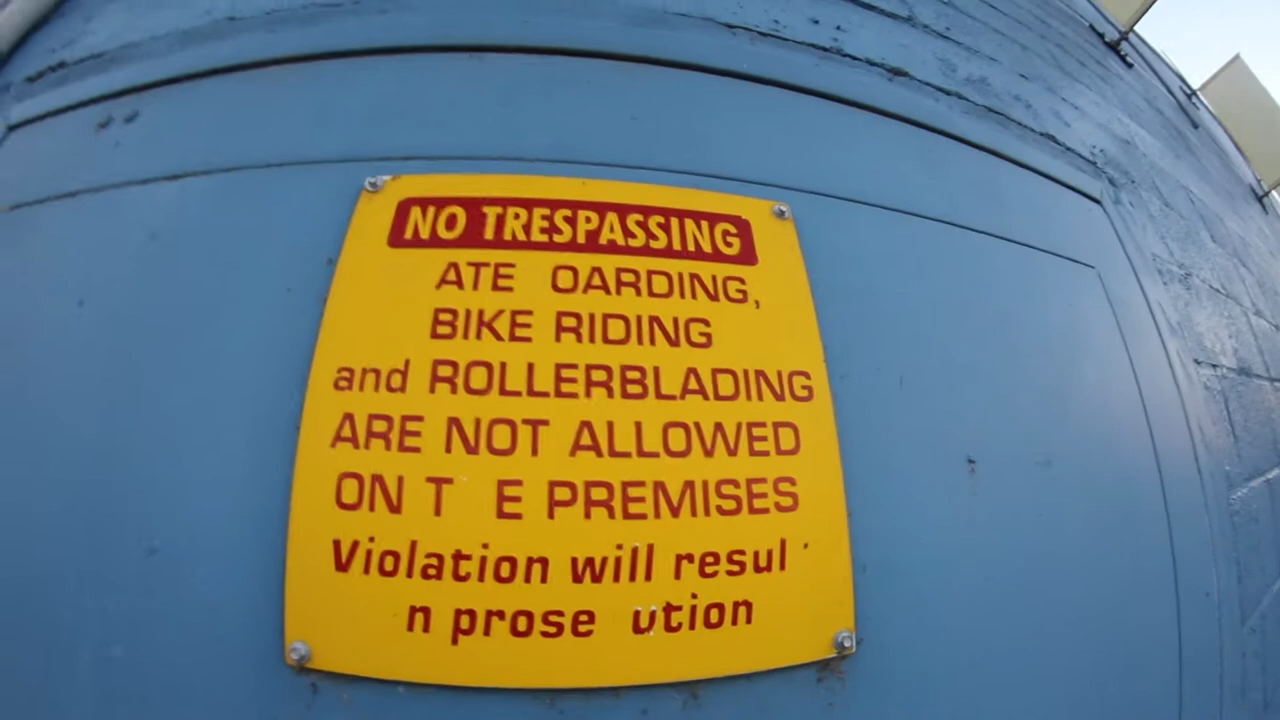 NO TRESPASSING
ATE OARDING,
BIKE RIDING
and ROLLERBLADING
ARE NOT ALLOWED
ON T E PREMISES
Violation will resul
n prose ution